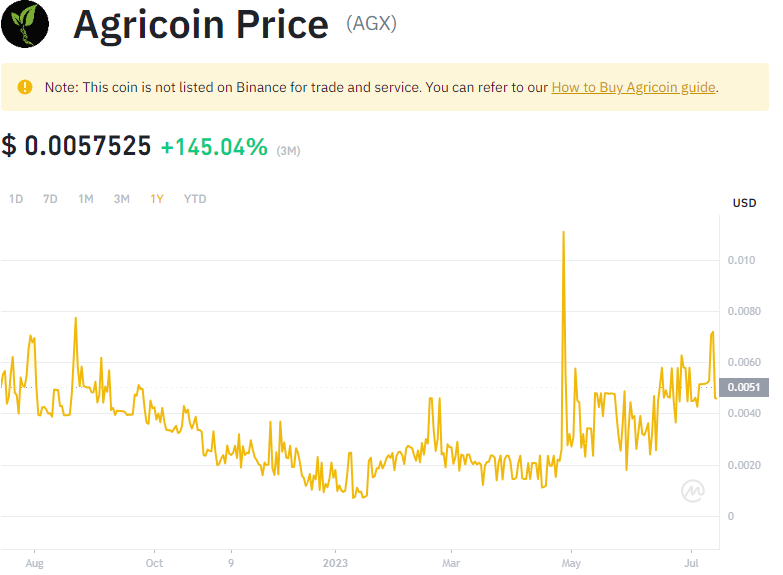 Agricoin Price (AGX)
Note: This coin is not listed on Binance for trade and service. You can refer to our How to Buy Agricoin guide.
$ 0.0057525 +145.04% (3M)
1D 7D 1M 3M 1Y YTD
USD
0.010
0.0080
0.0060
0.0051
0.0040
0.0020
0
Aug Oct 9 2023 Mar May Jul